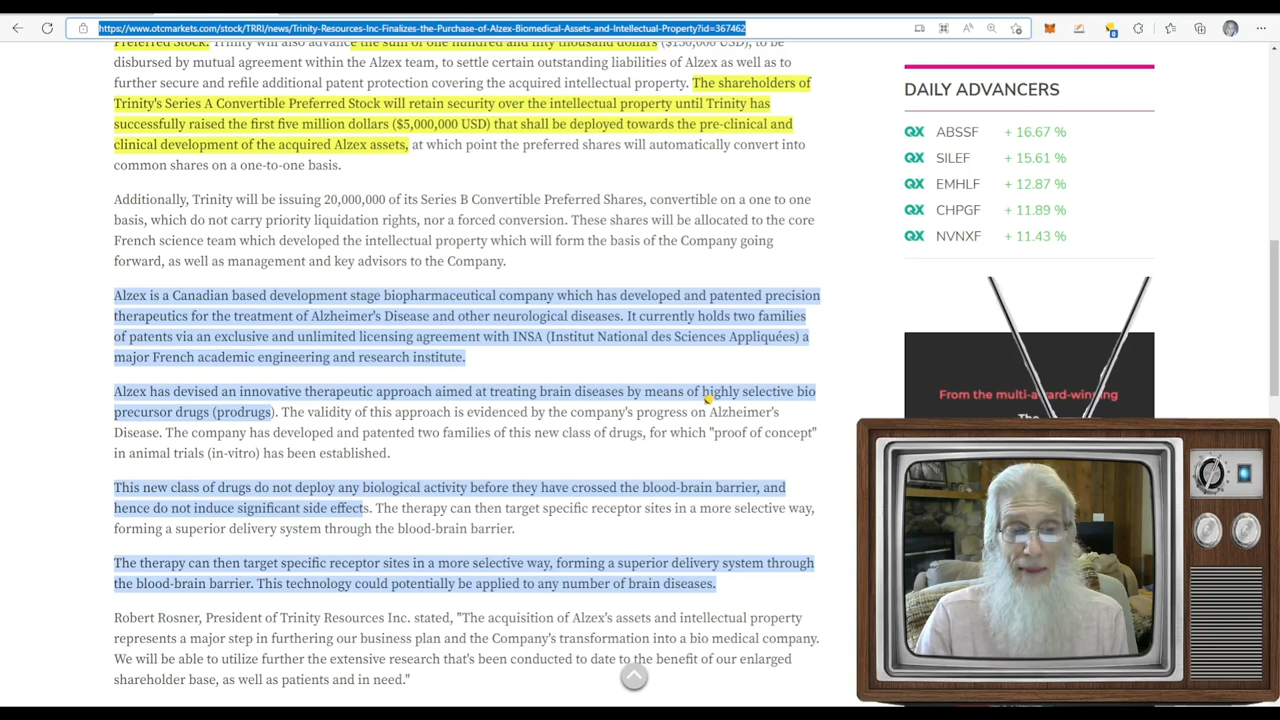 https://www.otcmarkets.com/stock/TRRI/news/Trinity-Resources-Inc-Finalizes-the-Purchase-of-Alzex-Biomedical-Assets-and-Intellectual-Property?id=367462
Preferred Stock. Trinity will also advance the sum of one hundred and fifty thousand dollars ($150,000 USD), to be
disbursed by mutual agreement within the Alzex team, to settle certain outstanding liabilities of Alzex as well as to
further secure and refile additional patent protection covering the acquired intellectual property. The shareholders of
Trinity's Series A Convertible Preferred Stock will retain security over the intellectual property until Trinity has
successfully raised the first five million dollars ($5,000,000 USD) that shall be deployed towards the pre-clinical and
clinical development of the acquired Alzex assets, at which point the preferred shares will automatically convert into
common shares on a one-to-one basis.
Additionally, Trinity will be issuing 20,000,000 of its Series B Convertible Preferred Shares, convertible on a one to one
basis, which do not carry priority liquidation rights, nor a forced conversion. These shares will be allocated to the core
French science team which developed the intellectual property which will form the basis of the Company going
forward, as well as management and key advisors to the Company.
Alzex is a Canadian based development stage biopharmaceutical company which has developed and patented precision
therapeutics for the treatment of Alzheimer's Disease and other neurological diseases. It currently holds two families
of patents via an exclusive and unlimited licensing agreement with INSA (Institut National des Sciences Appliquées) a
major French academic engineering and research institute.
Alzex has devised an innovative therapeutic approach aimed at treating brain diseases by means of highly selective bio
precursor drugs (prodrugs). The validity of this approach is evidenced by the company's progress on Alzheimer's
Disease. The company has developed and patented two families of this new class of drugs, for which "proof of concept"
in animal trials (in-vitro) has been established.
This new class of drugs do not deploy any biological activity before they have crossed the blood-brain barrier, and
hence do not induce significant side effects. The therapy can then target specific receptor sites in a more selective way,
forming a superior delivery system through the blood-brain barrier.
The therapy can then target specific receptor sites in a more selective way, forming a superior delivery system through
the blood-brain barrier. This technology could potentially be applied to any number of brain diseases.
Robert Rosner, President of Trinity Resources Inc. stated, "The acquisition of Alzex's assets and intellectual property
represents a major step in furthering our business plan and the Company's transformation into a bio medical company.
We will be able to utilize further the extensive research that's been conducted to date to the benefit of our enlarged
shareholder base, as well as patients and in need."
DAILY ADVANCERS
QX ABSSF + 16.67 %
QX SILEF + 15.61 %
QX EMHLF + 12.87 %
QX CHPGF + 11.89 %
QX NVNXF + 11.43 %
From the multi-award-winning
The